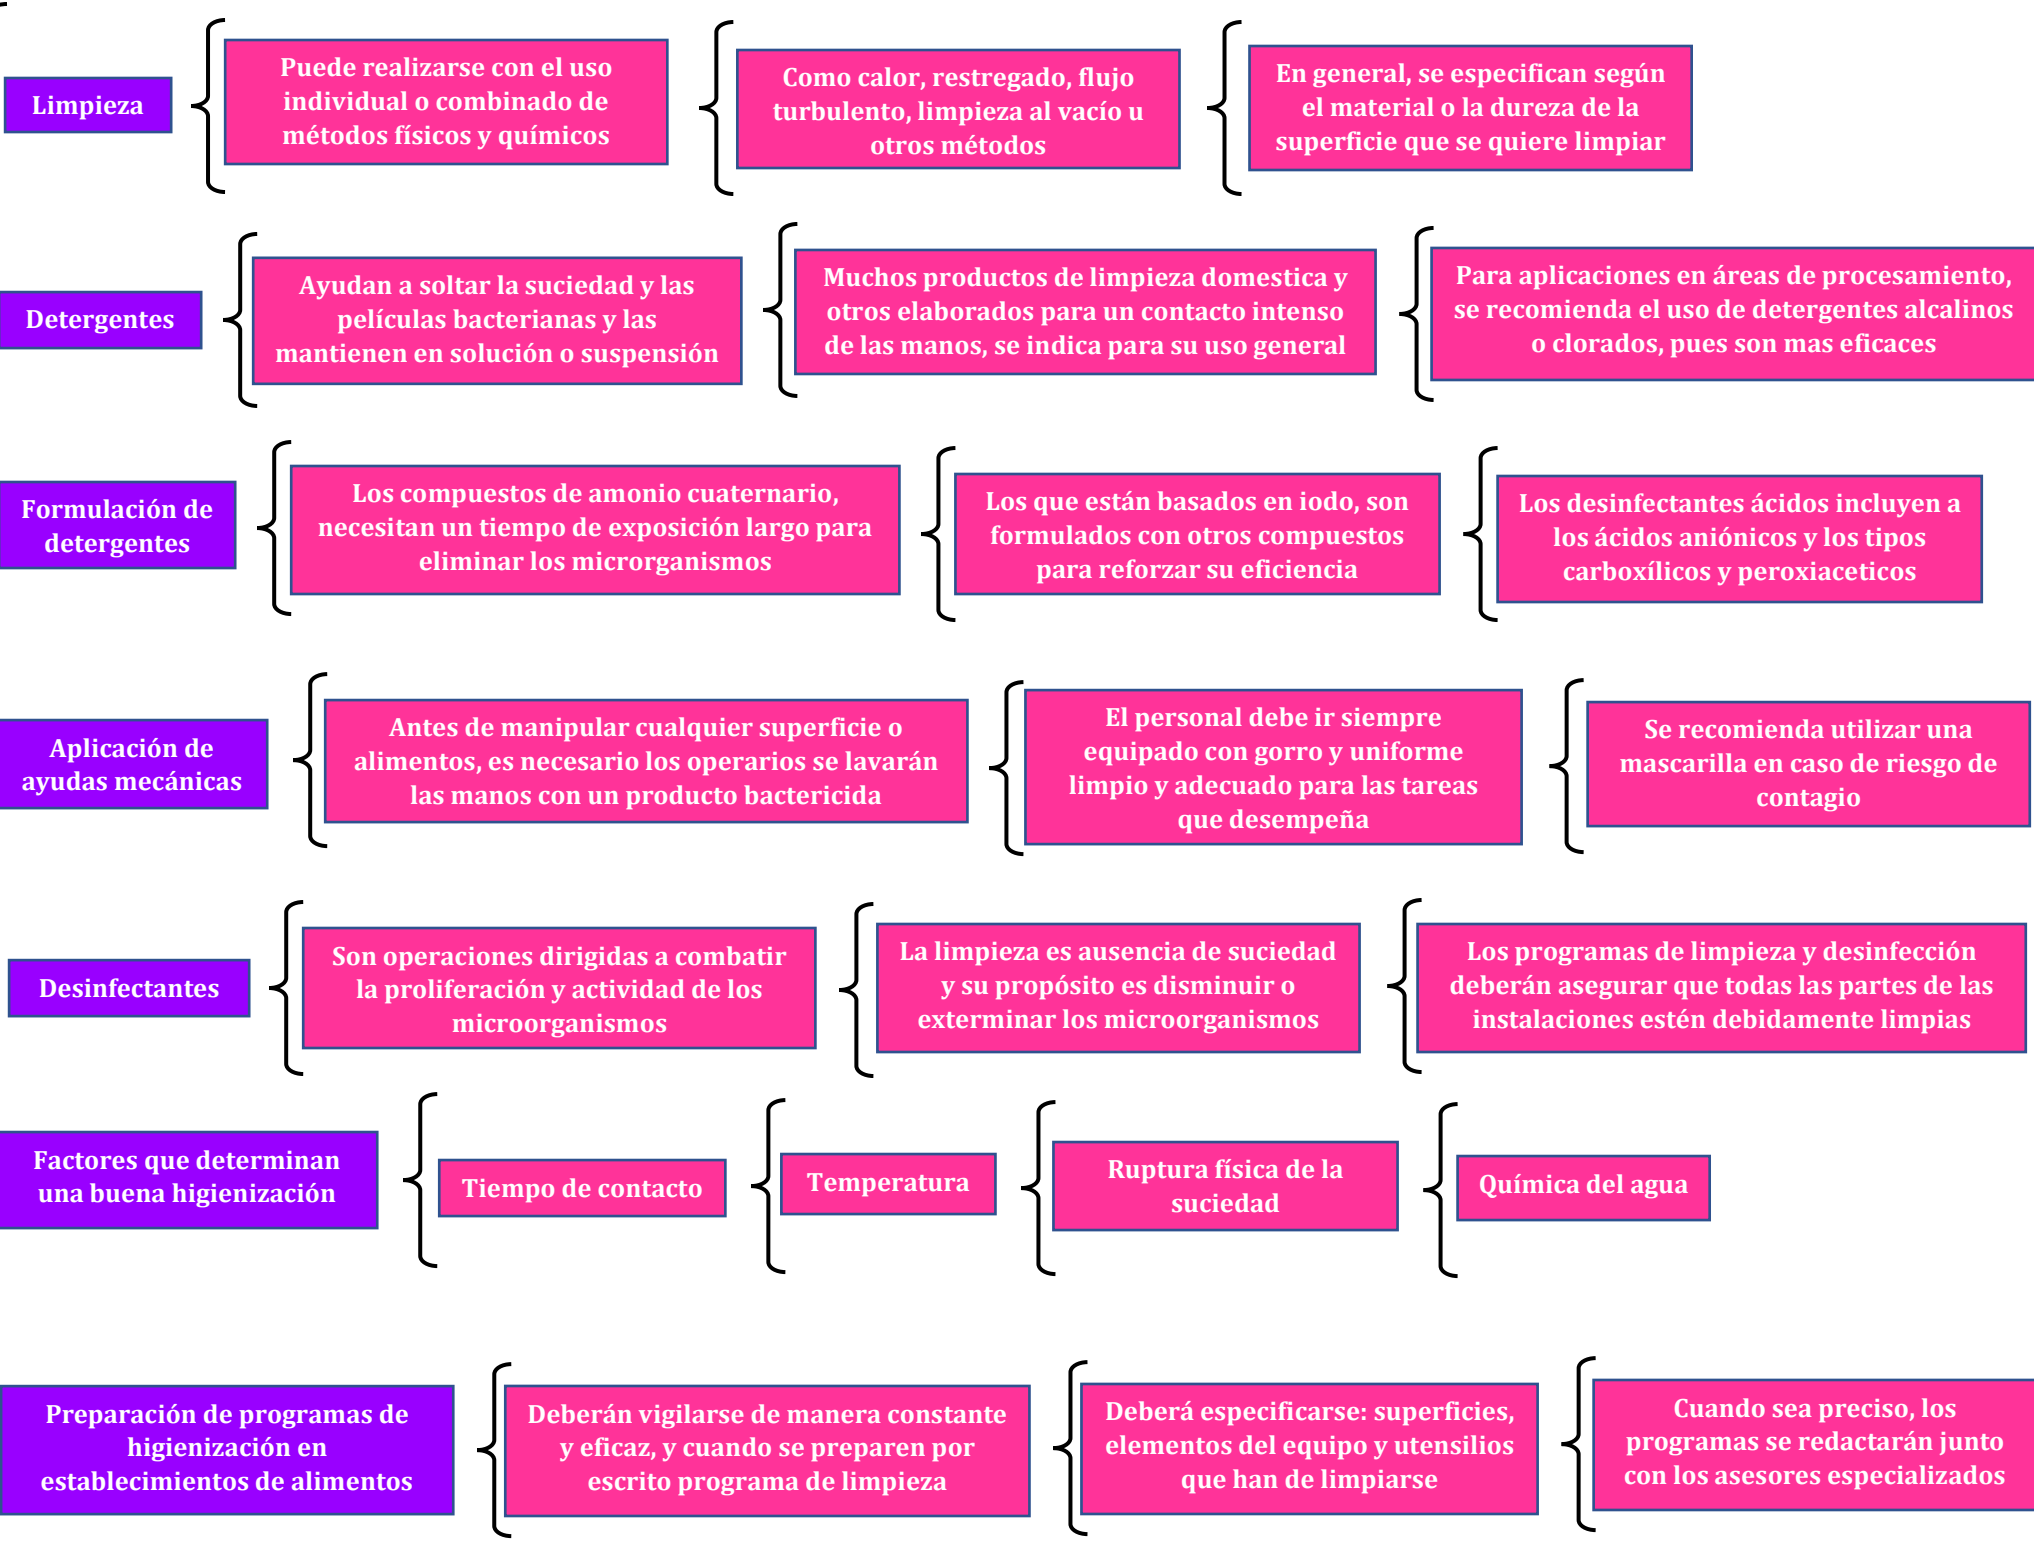 Limpieza
Puede realizarse con el uso
individual o combinado de
métodos físicos y químicos
Como calor, restregado, flujo
turbulento, limpieza al vacío u
otros métodos
En general, se especifican según
el material o la dureza de la
superficie que se quiere limpiar
Detergentes
Ayudan a soltar la suciedad y las
películas bacterianas y las
mantienen en solución o suspensión
Muchos productos de limpieza domestica y
otros elaborados para un contacto intenso
de las manos, se indica para su uso general
Para aplicaciones en áreas de procesamiento,
se recomienda el uso de detergentes alcalinos
o clorados, pues son mas eficaces
Formulación de
detergentes
Los compuestos de amonio cuaternario,
necesitan un tiempo de exposición largo para
eliminar los microrganismos
Los que están basados en iodo, son
formulados con otros compuestos
para reforzar su eficiencia
Los desinfectantes ácidos incluyen a
los ácidos aniónicos y los tipos
carboxílicos y peroxiaceticos
Aplicación de
ayudas mecánicas
Antes de manipular cualquier superficie o
alimentos, es necesario los operarios se lavarán
las manos con un producto bactericida
El personal debe ir siempre
equipado con gorro y uniforme
limpio y adecuado para las tareas
que desempeña
Se recomienda utilizar una
mascarilla en caso de riesgo de
contagio
Desinfectantes
Son operaciones dirigidas a combatir
la proliferación y actividad de los
microorganismos
La limpieza es ausencia de suciedad
y su propósito es disminuir o
exterminar los microorganismos
Los programas de limpieza y desinfección
deberán asegurar que todas las partes de las
instalaciones estén debidamente limpias
Factores que determinan
una buena higienización
Tiempo de contacto
Temperatura
Ruptura física de la
suciedad
Química del agua
Preparación de programas de
higienización en
establecimientos de alimentos
Deberán vigilarse de manera constante
y eficaz, y cuando se preparen por
escrito programa de limpieza
Deberá especificarse: superficies,
elementos del equipo y utensilios
que han de limpiarse
Cuando sea preciso, los
programas se redactarán junto
con los asesores especializados